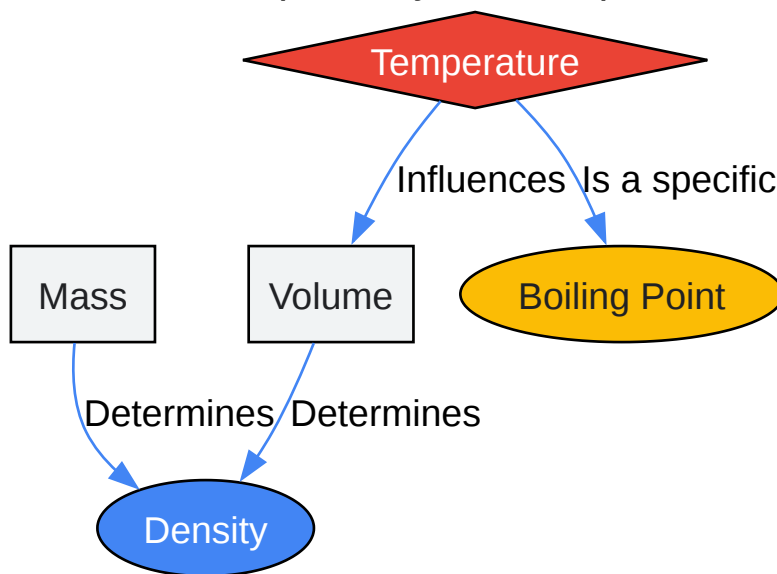 Temperature
Influences
Is a specific
Mass
Volume
Boiling Point
Determines
Determines
Density